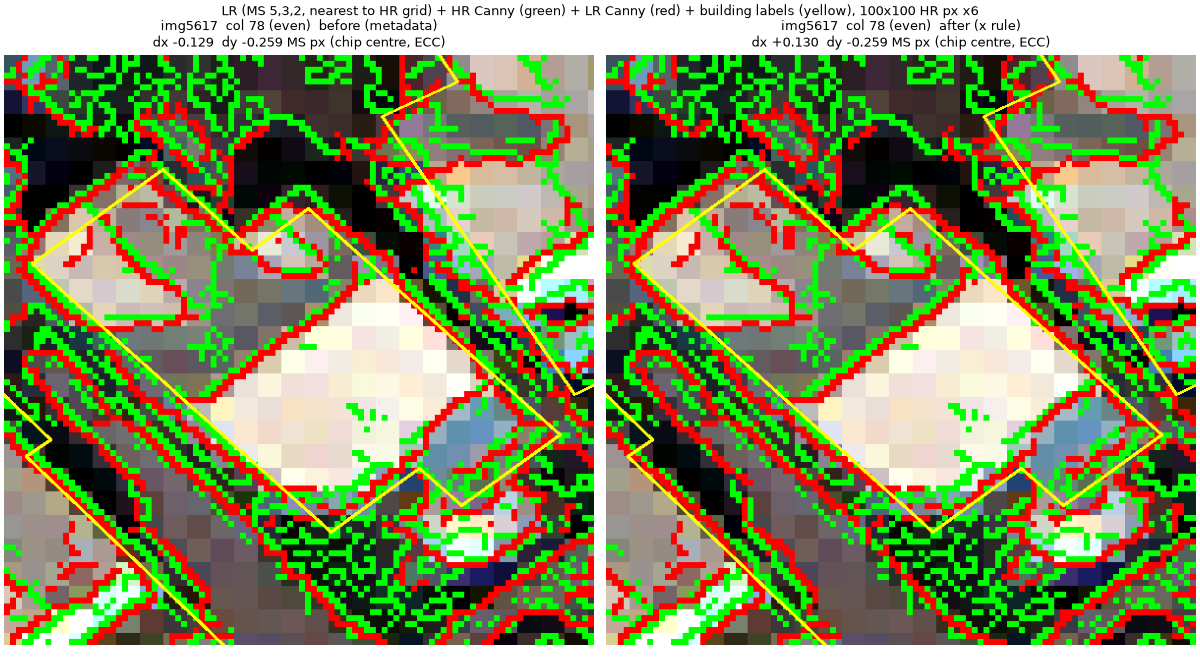 LR (MS 5,3,2, nearest to HR grid) + HR Canny (green) + LR Canny (red) + building labels (yellow), 100x100 HR px x6
img5617 col 78 (even) before (metadata)
dx -0.129 dy -0.259 MS px (chip centre, ECC)
img5617 col 78 (even) after (x rule)
dx +0.130 dy -0.259 MS px (chip centre, ECC)